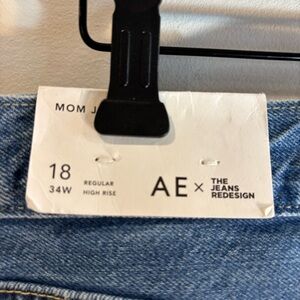 MOM J
18
34W
REGULAR
HIGH RISE
AE × THE
JEANS
REDESIGN